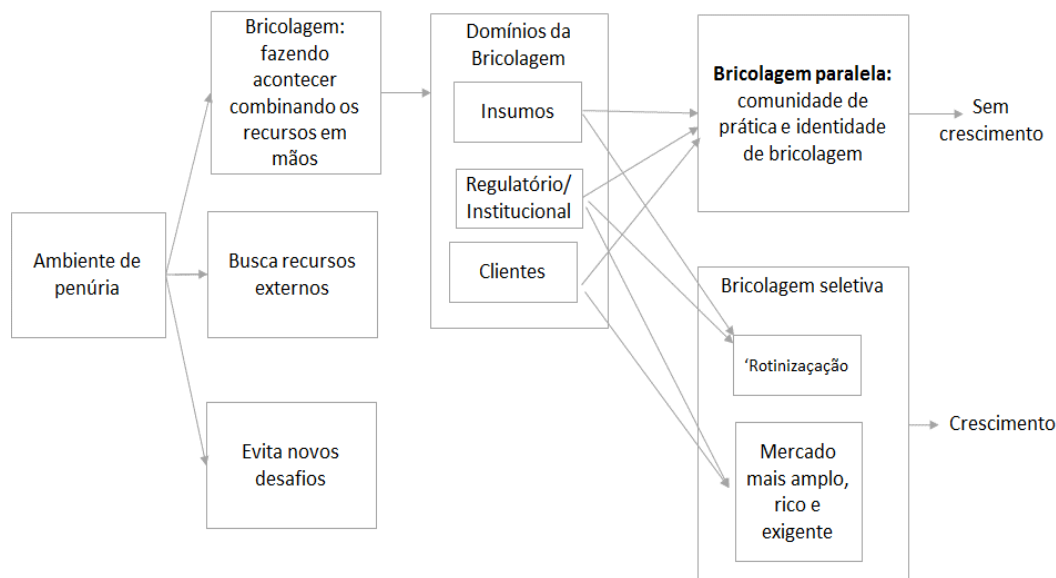 Ambiente de
penúria
Bricolagem:
fazendo
acontecer
combinando os
recursos em
mãos
Busca recursos
externos
Evita novos
desafios
Domínios da
Bricolagem
Insumos
Regulatório/
Institucional
Clientes
Bricolagem paralela:
comunidade de
prática e identidade
de bricolagem
Sem
crescimento
Bricolagem seletiva
‘Rotinizaçação
Mercado
mais amplo,
rico e
exigente
Crescimento